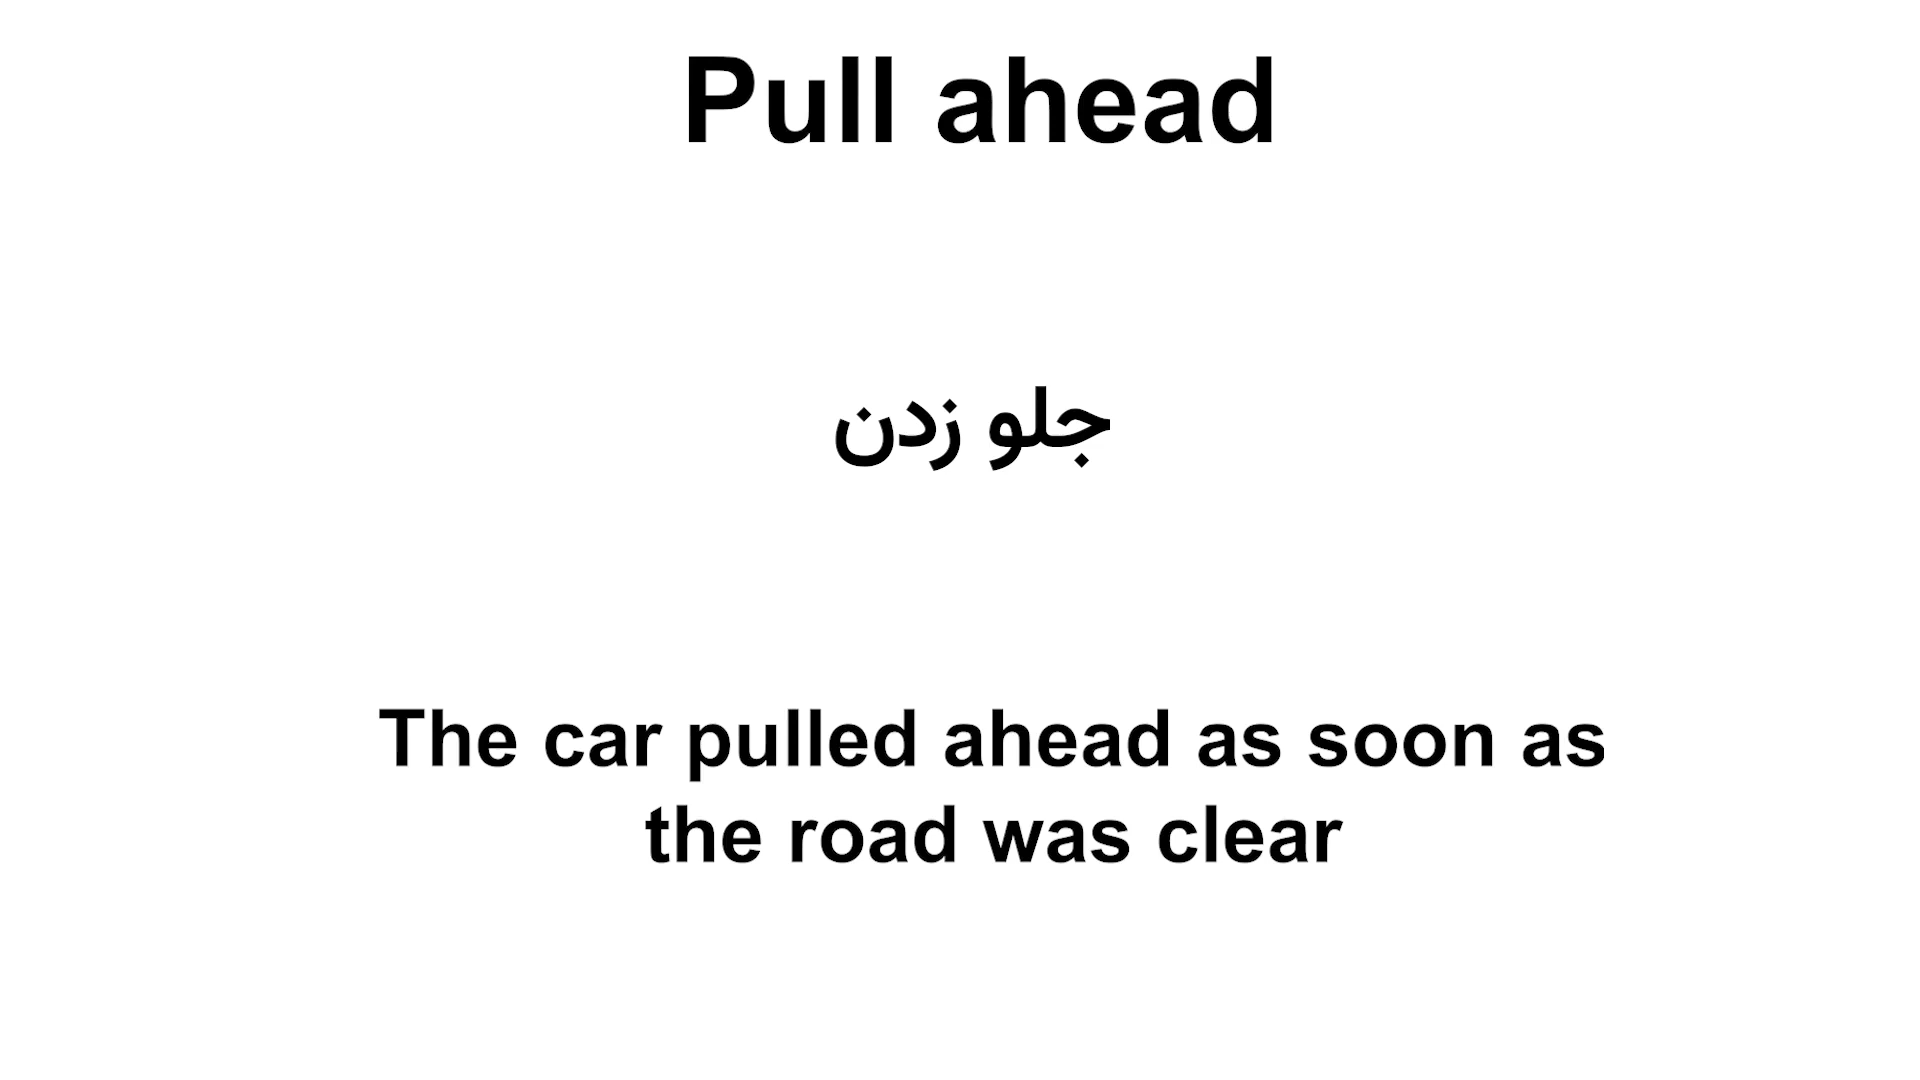 Pull ahead
جلو زدن
The car pulled ahead as soon as
the road was clear